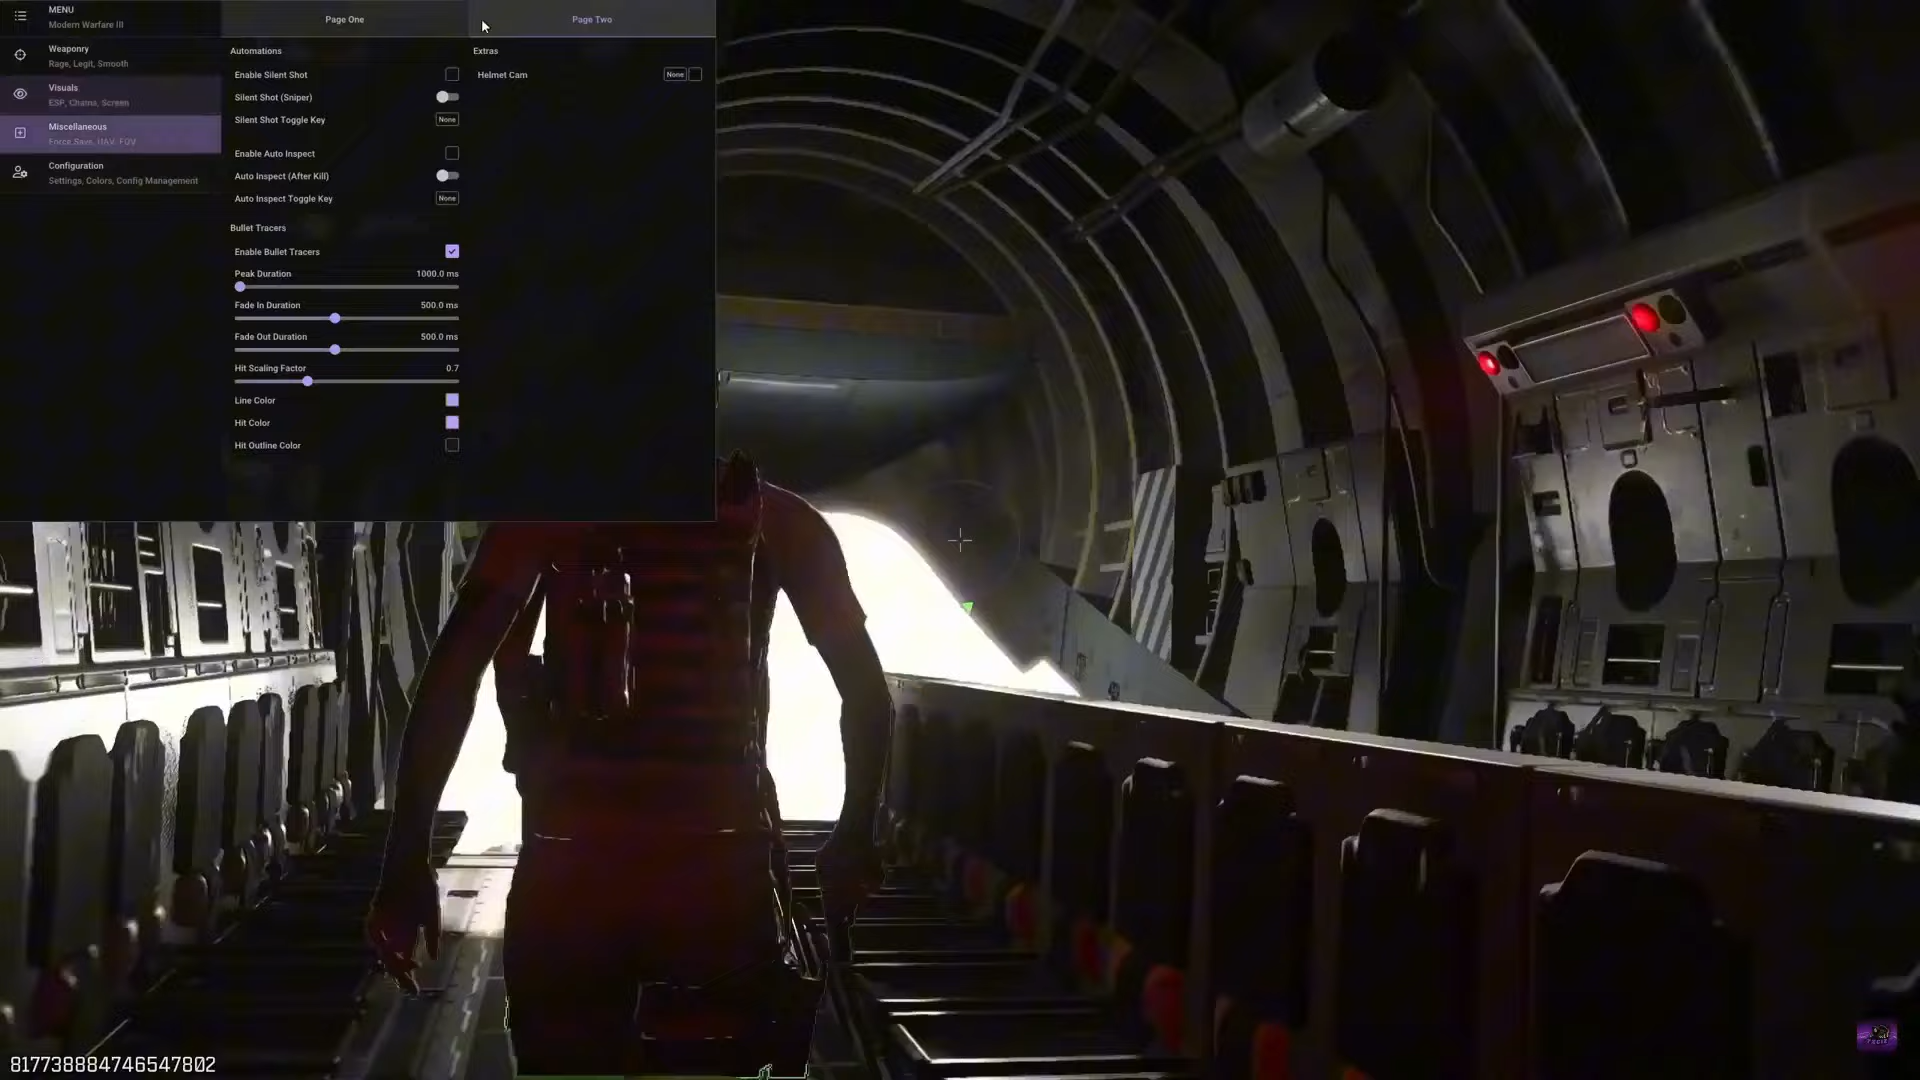 MENU
Modern Warfare III
Weaponry
Rage, Legit, Smooth
Visuals
ESP, Chams, Screen
Miscellaneous
Force Save, UAV, FOV
Configuration
Settings, Colors, Config Management
Page One
Page Two
Automations
Enable Silent Shot
Silent Shot (Sniper)
Silent Shot Toggle Key None
Enable Auto Inspect
Auto Inspect (After Kill)
Auto Inspect Toggle Key None
Bullet Tracers
Enable Bullet Tracers
Peak Duration 1000.0 ms
Fade In Duration 500.0 ms
Fade Out Duration 500.0 ms
Hit Scaling Factor 0.7
Line Color
Hit Color
Hit Outline Color
Extras
Helmet Cam None
817738884746547802